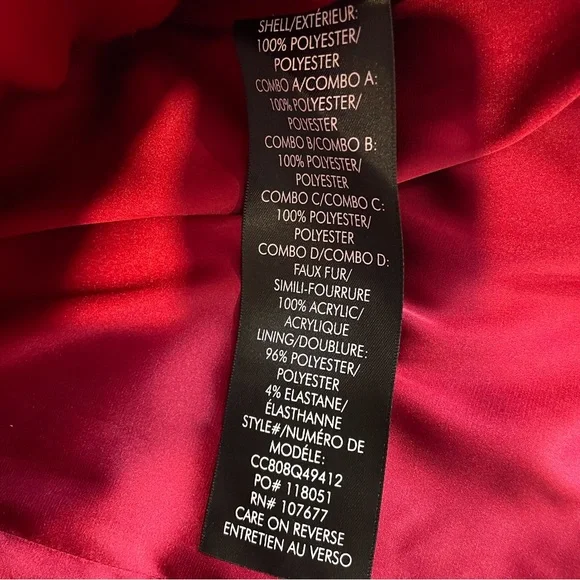 SHELL/EXTÉRIEUR:
100% POLYESTER/
POLYESTER
COMBO A/COMBO A:
100% POLYESTER/
POLYESTER
COMBO B/COMBO B:
100% POLYESTER/
POLYESTER
COMBO C/COMBO C:
100% POLYESTER/
POLYESTER
COMBO D/COMBO D:
FAUX FUR/
SIMILI-FOURRURE
100% ACRYLIC/
ACRYLIQUE
LINING/DOUBLURE:
96% POLYESTER/
POLYESTER
4% ELASTANE/
ÉLASTHANNE
STYLE#/NUMÉRO DE
MODÉLE:
CC808Q49412
PO# 118051
RN# 107677
CARE ON REVERSE
ENTRETIEN AU VERSO